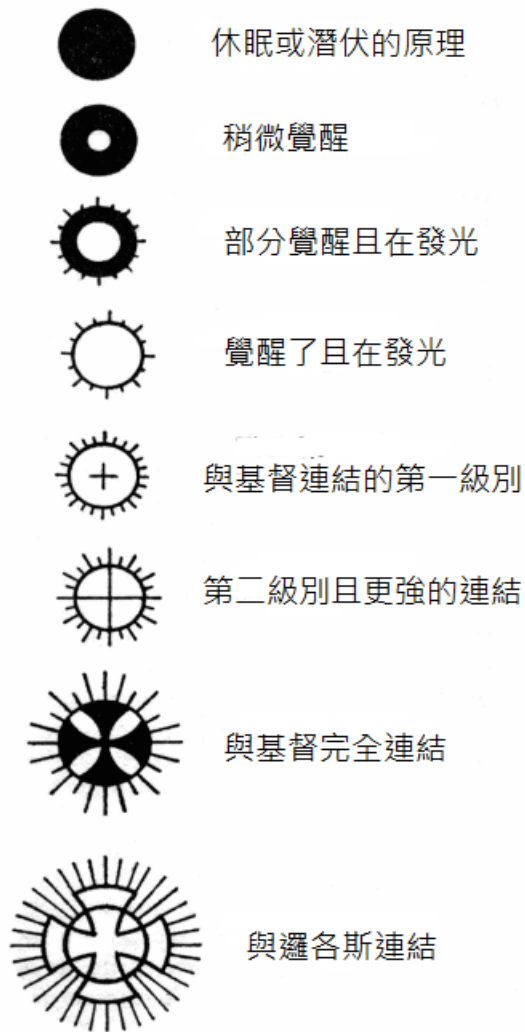 休眠或潛伏的原理
稍微覺醒
部分覺醒且在發光
覺醒了且在發光
與基督連結的第一級別
第二級別且更強的連結
與基督完全連結
與邏各斯連結